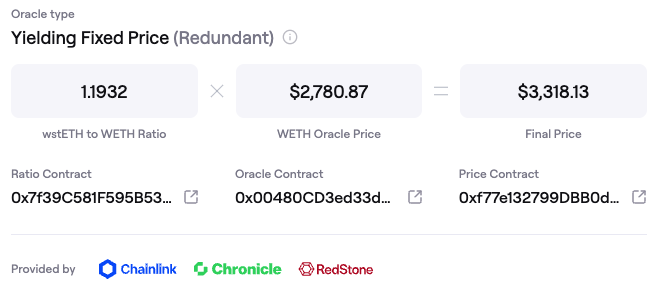 Oracle type
Yielding Fixed Price (Redundant)
1.1932 × $2,780.87 = $3,318.13
wstETH to WETH Ratio WETH Oracle Price Final Price
Ratio Contract Oracle Contract Price Contract
0x7f39C581F595B53... 0x00480CD3ed33d... 0xf77e132799DBB0d...
Provided by Chainlink Chronicle RedStone